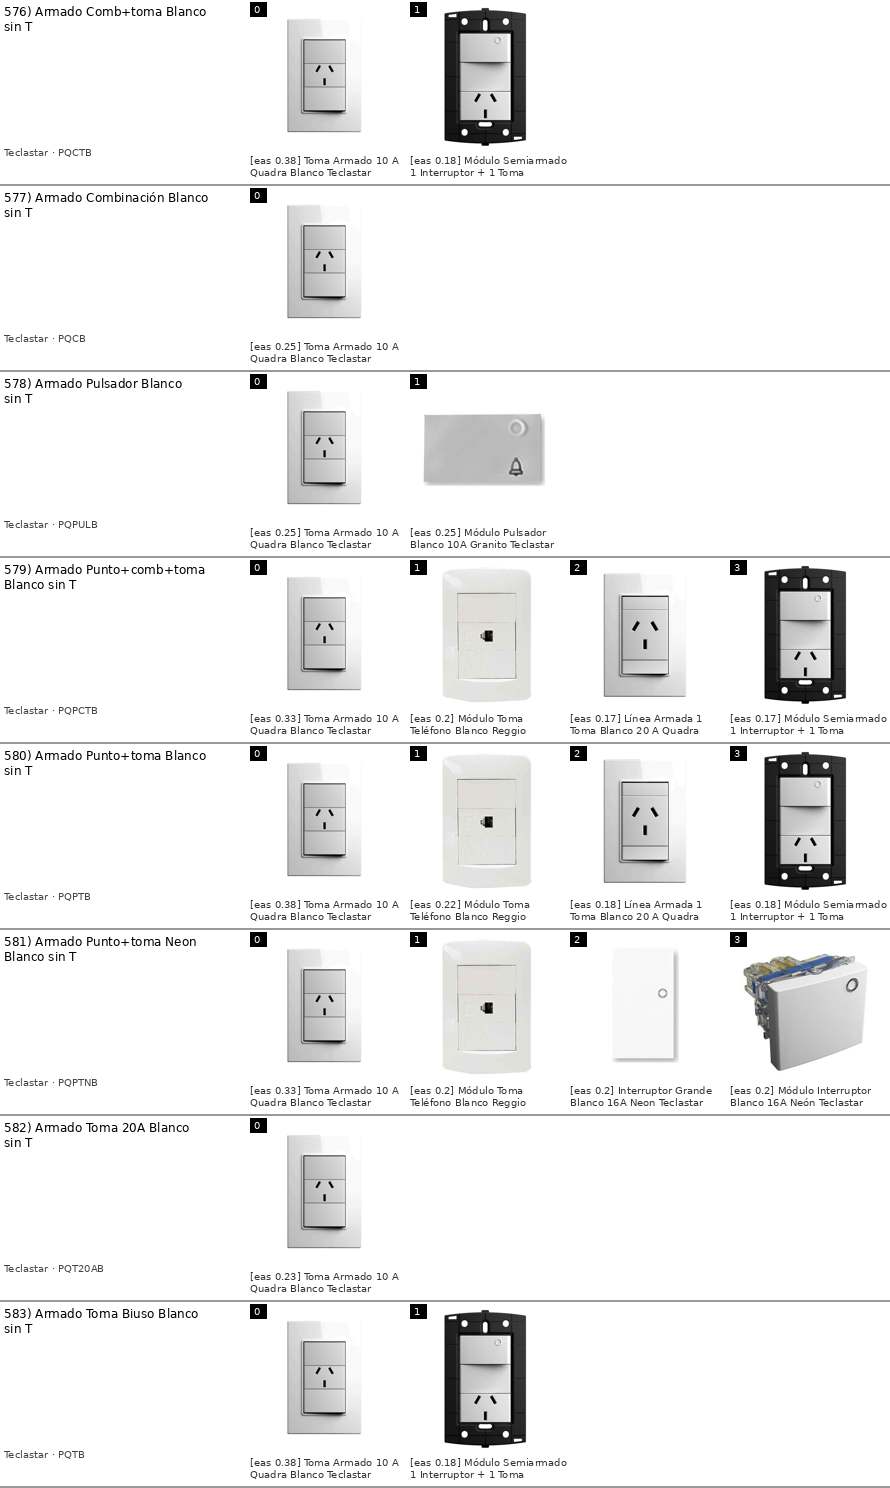 576) Armado Comb+toma Blanco
sin T
0
1
Teclastar · PQCTB
[eas 0.38] Toma Armado 10 A
Quadra Blanco Teclastar
[eas 0.18] Módulo Semiarmado
1 Interruptor + 1 Toma
577) Armado Combinación Blanco
sin T
0
Teclastar · PQCB
[eas 0.25] Toma Armado 10 A
Quadra Blanco Teclastar
578) Armado Pulsador Blanco
sin T
0
1
Teclastar · PQPULB
[eas 0.25] Toma Armado 10 A
Quadra Blanco Teclastar
[eas 0.25] Módulo Pulsador
Blanco 10A Granito Teclastar
579) Armado Punto+comb+toma
Blanco sin T
0
1
2
3
Teclastar · PQPCTB
[eas 0.33] Toma Armado 10 A
Quadra Blanco Teclastar
[eas 0.2] Módulo Toma
Teléfono Blanco Reggio
[eas 0.17] Línea Armada 1
Toma Blanco 20 A Quadra
[eas 0.17] Módulo Semiarmado
1 Interruptor + 1 Toma
580) Armado Punto+toma Blanco
sin T
0
1
2
3
Teclastar · PQPTB
[eas 0.38] Toma Armado 10 A
Quadra Blanco Teclastar
[eas 0.22] Módulo Toma
Teléfono Blanco Reggio
[eas 0.18] Línea Armada 1
Toma Blanco 20 A Quadra
[eas 0.18] Módulo Semiarmado
1 Interruptor + 1 Toma
581) Armado Punto+toma Neon
Blanco sin T
0
1
2
3
Teclastar · PQPTNB
[eas 0.33] Toma Armado 10 A
Quadra Blanco Teclastar
[eas 0.2] Módulo Toma
Teléfono Blanco Reggio
[eas 0.2] Interruptor Grande
Blanco 16A Neon Teclastar
[eas 0.2] Módulo Interruptor
Blanco 16A Neón Teclastar
582) Armado Toma 20A Blanco
sin T
0
Teclastar · PQT20AB
[eas 0.23] Toma Armado 10 A
Quadra Blanco Teclastar
583) Armado Toma Biuso Blanco
sin T
0
1
Teclastar · PQTB
[eas 0.38] Toma Armado 10 A
Quadra Blanco Teclastar
[eas 0.18] Módulo Semiarmado
1 Interruptor + 1 Toma